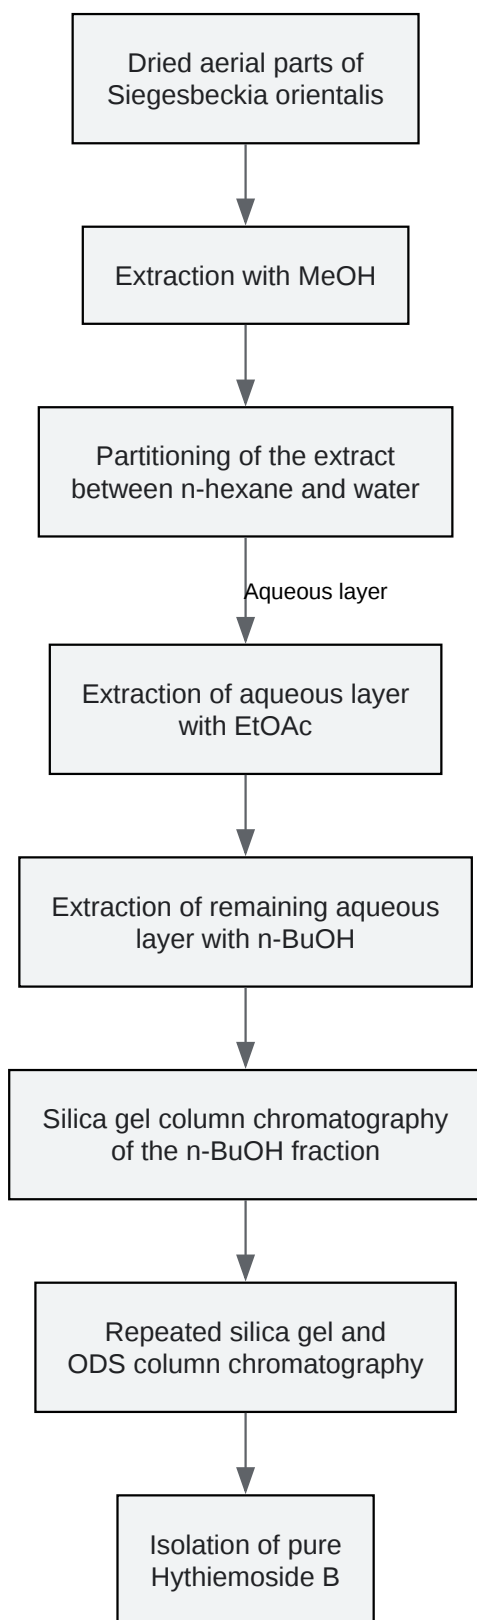 Dried aerial parts of
Siegesbeckia orientalis
Extraction with MeOH
Partitioning of the extract
between n-hexane and water
Aqueous layer
Extraction of aqueous layer
with EtOAc
Extraction of remaining aqueous
layer with n-BuOH
Silica gel column chromatography
of the n-BuOH fraction
Repeated silica gel and
ODS column chromatography
Isolation of pure
Hythiemoside B